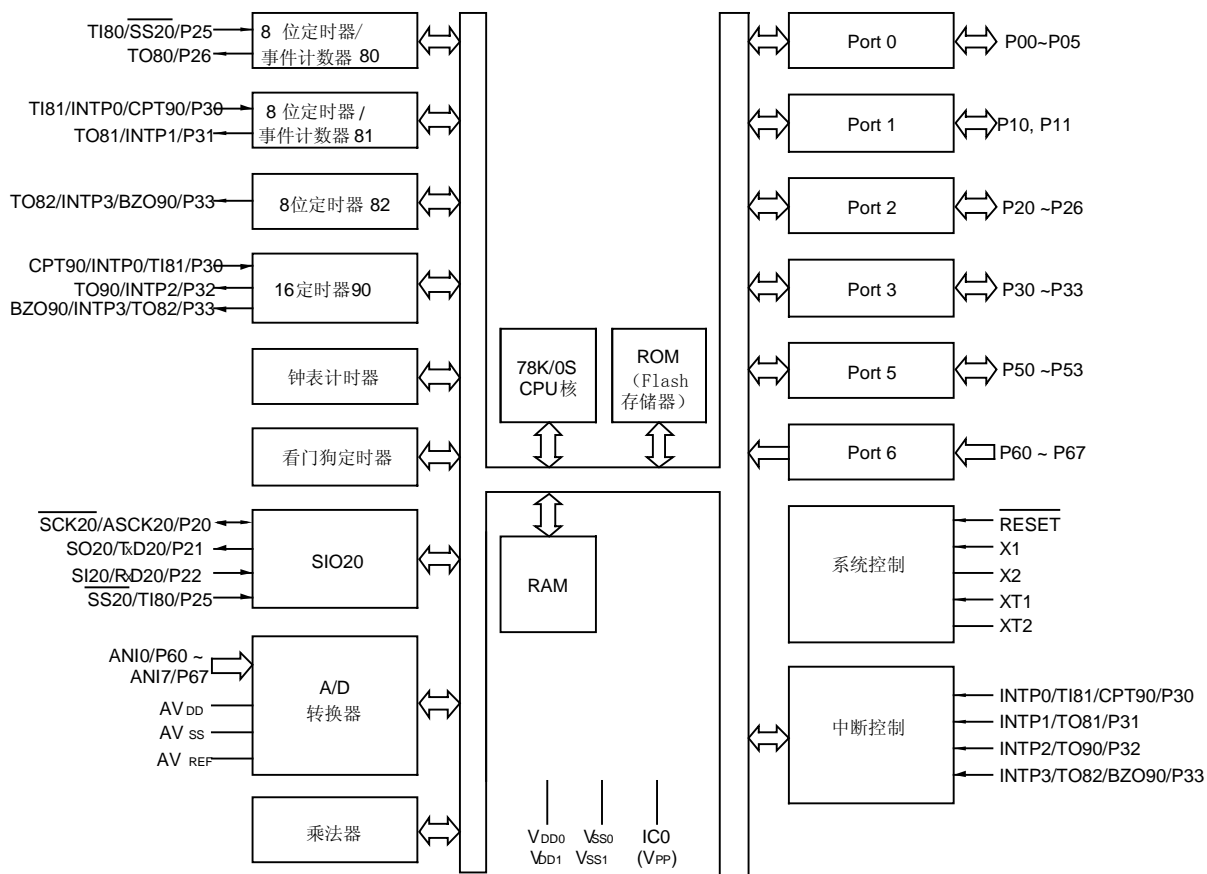 TI80/SS20/P25
TO80/P26
8 位定时器/
事件计数器 80
TI81/INTP0/CPT90/P30
TO81/INTP1/P31
8 位定时器/
事件计数器 81
TO82/INTP3/BZO90/P33
8位定时器 82
CPT90/INTP0/TI81/P30
TO90/INTP2/P32
BZO90/INTP3/TO82/P33
16定时器90
钟表计时器
看门狗定时器
SCK20/ASCK20/P20
SO20/TxD20/P21
SI20/RxD20/P22
SS20/TI80/P25
SIO20
ANI0/P60 ~
ANI7/P67
AVDD
AVSS
AVREF
A/D
转换器
乘法器
78K/0S
CPU核
ROM
（Flash
存储器）
RAM
VDD0 VSS0 IC0
VDD1 VSS1 (VPP)
Port 0
P00~P05
Port 1
P10, P11
Port 2
P20 ~P26
Port 3
P30 ~P33
Port 5
P50 ~P53
Port 6
P60 ~ P67
系统控制
RESET
X1
X2
XT1
XT2
中断控制
INTP0/TI81/CPT90/P30
INTP1/TO81/P31
INTP2/TO90/P32
INTP3/TO82/BZO90/P33